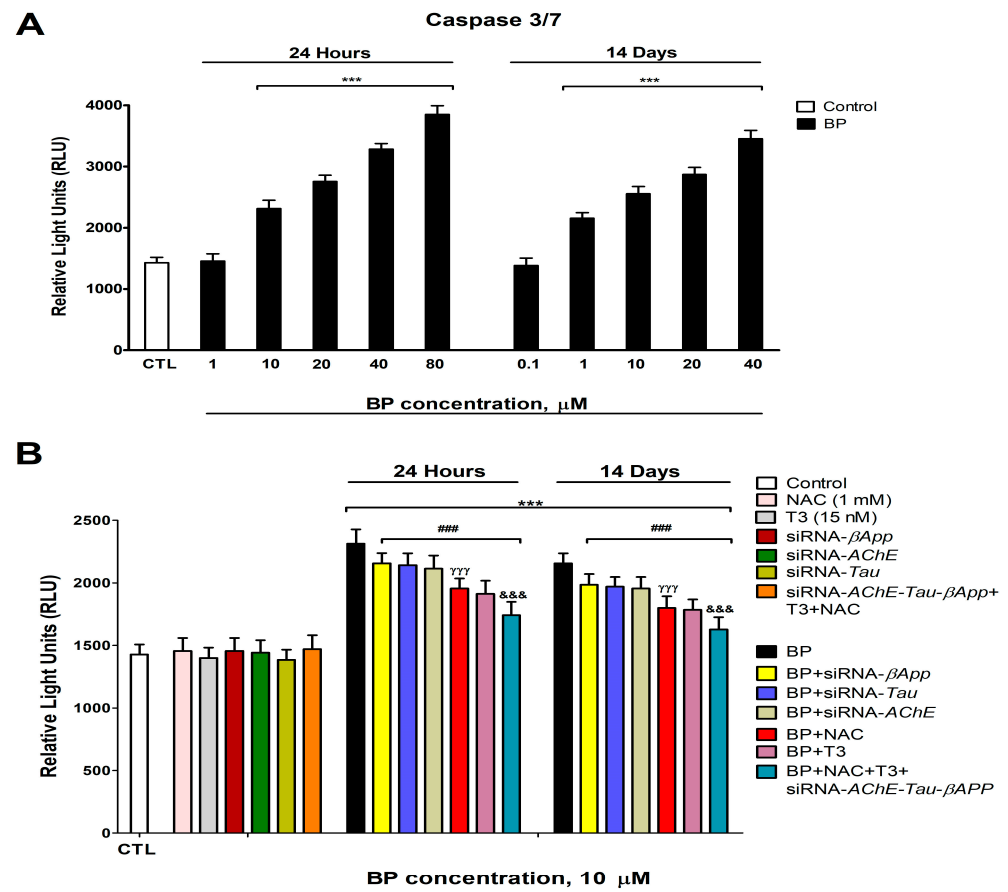 A
Caspase 3/7
24 Hours
14 Days
***
***
Control
BP
Relative Light Units (RLU)
4000
3000
2000
1000
0
CTL
1
10
20
40
80
0.1
1
10
20
40
BP concentration, μM
B
24 Hours
14 Days
***
###
###
γγγ
&&&
γγγ
&&&
Relative Light Units (RLU)
2500
2000
1500
1000
500
0
CTL
BP concentration, 10 μM
Control
NAC (1 mM)
T3 (15 nM)
siRNA-βApp
siRNA-AChE
siRNA-Tau
siRNA-AChE-Tau-βApp+
T3+NAC
BP
BP+siRNA-βApp
BP+siRNA-Tau
BP+siRNA-AChE
BP+NAC
BP+T3
BP+NAC+T3+
siRNA-AChE-Tau-βAPP